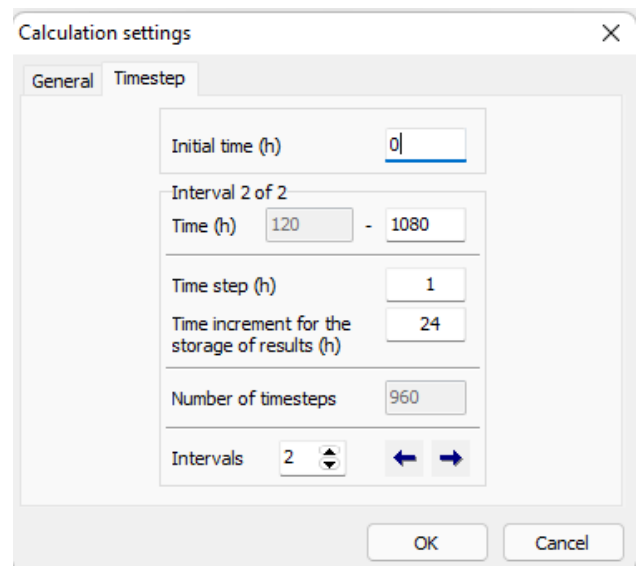 Calculation settings
General Timestep
Initial time (h) 0
Interval 2 of 2
Time (h) 120 - 1080
Time step (h) 1
Time increment for the
storage of results (h) 24
Number of timesteps 960
Intervals 2
OK Cancel